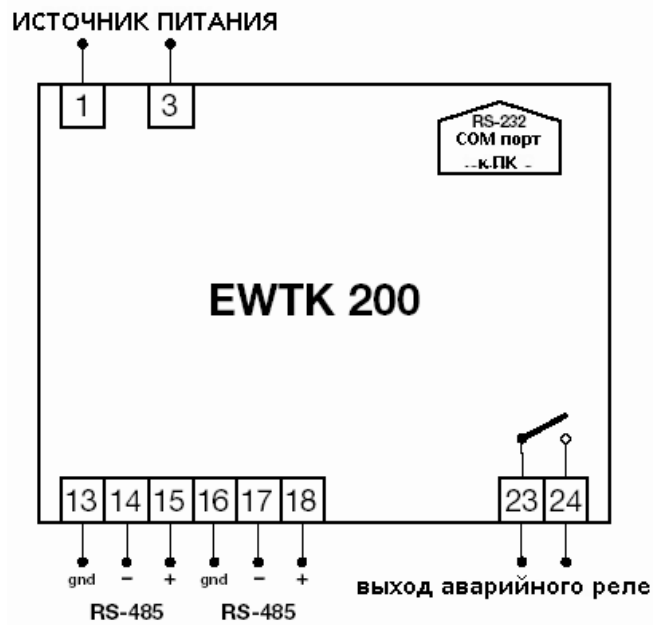 ИСТОЧНИК ПИТАНИЯ
1 3
RS-232
COM порт
--к.ПК -
EWTK 200
13 14 15 16 17 18 23 24
gnd − + gnd − +
RS-485 RS-485
выход аварийного реле